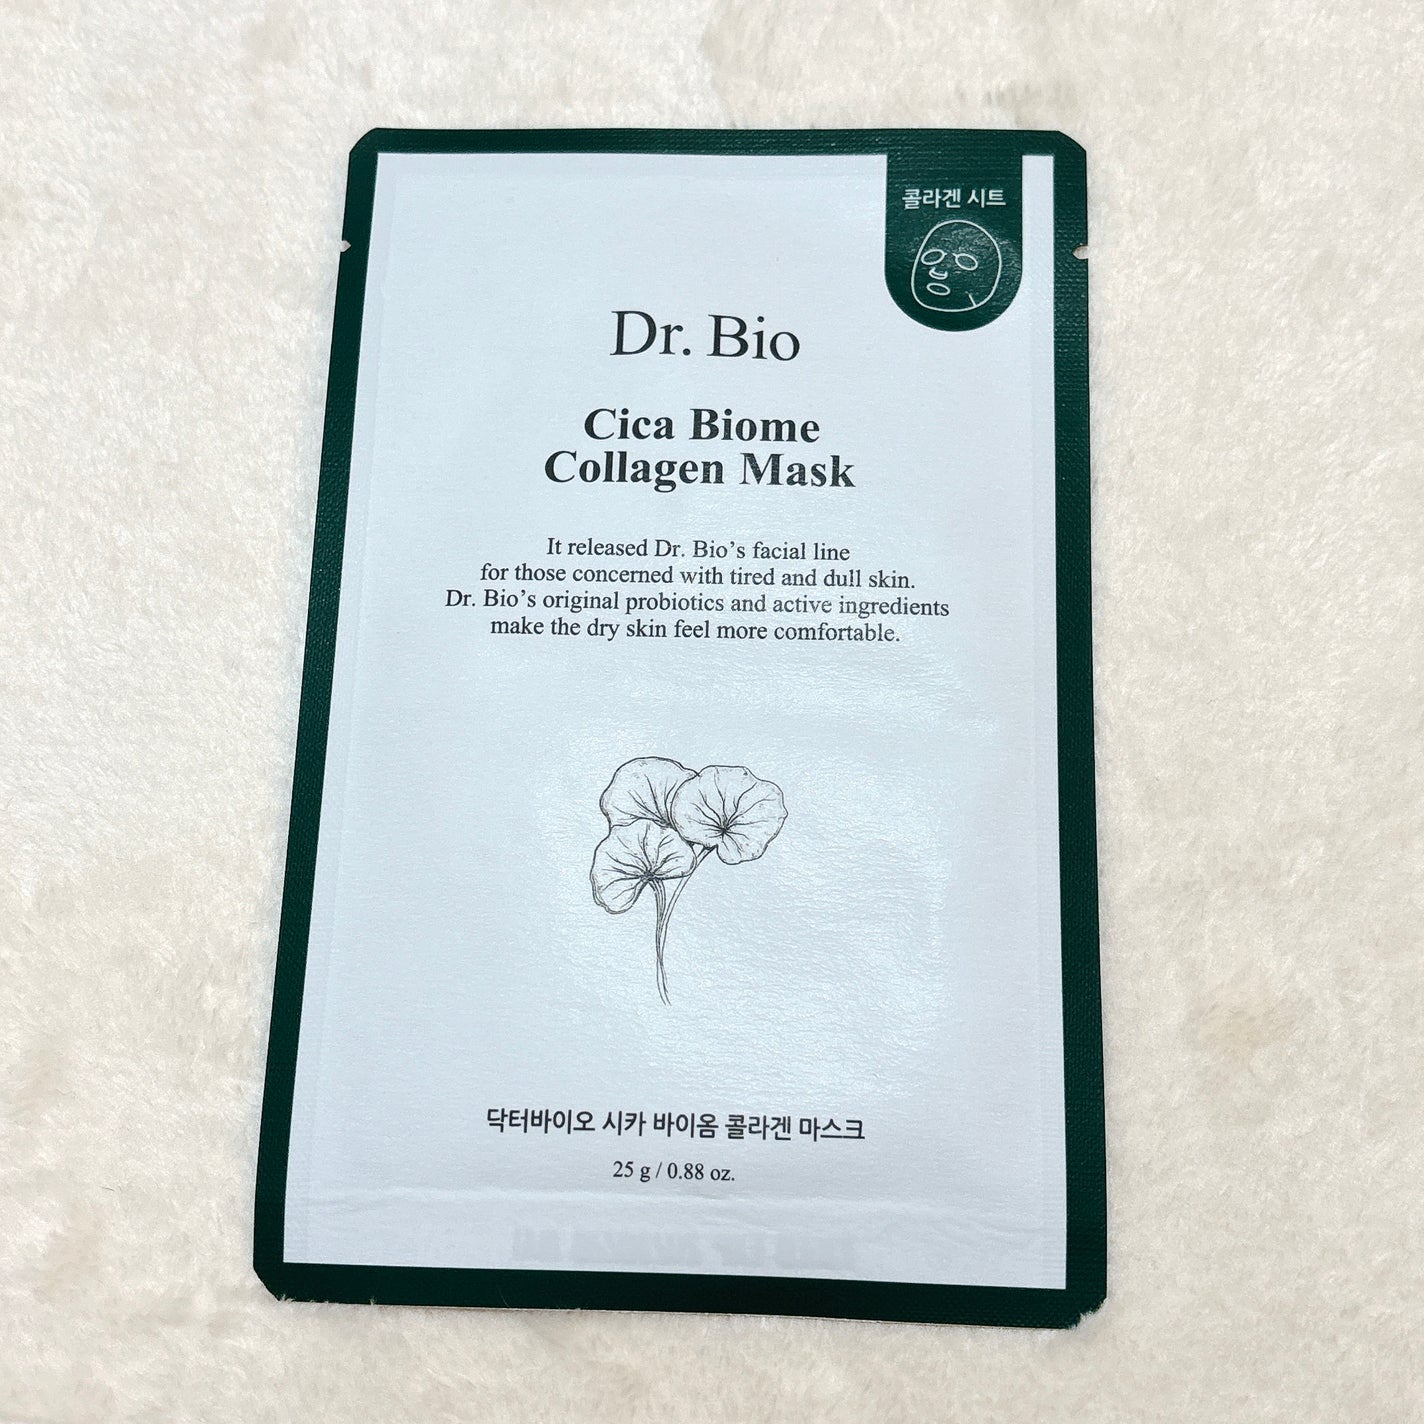 콜라겐 시트
Dr. Bio
Cica Biome
Collagen Mask
It released Dr. Bio's facial line
for those concerned with tired and dull skin.
Dr. Bio's original probiotics and active ingredients
make the dry skin feel more comfortable.
닥터바이오 시카 바이옴 콜라겐 마스크
25 g / 0.88 oz.